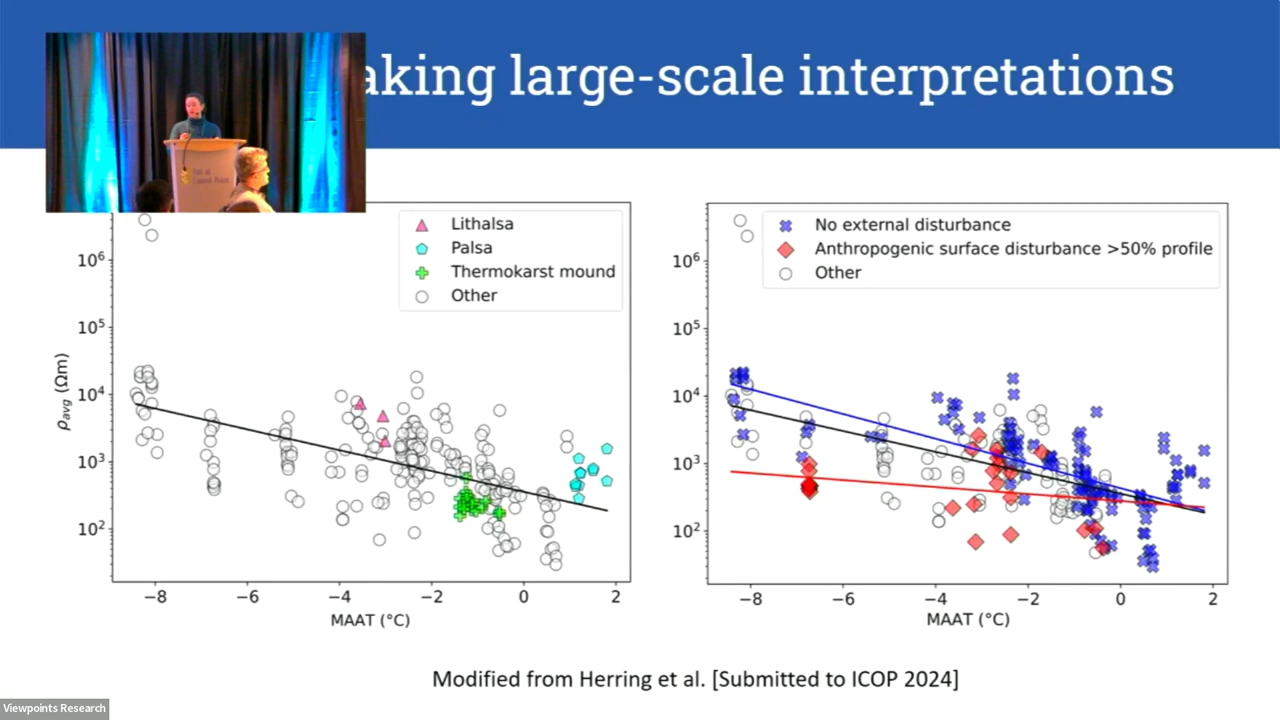 aking large-scale interpretations
Lithalsa
Palsa
Thermokarst mound
Other
10⁶
10⁵
10⁴
10³
10²
ρavg (Ωm)
−8 −6 −4 −2 0 2
MAAT (°C)
No external disturbance
Anthropogenic surface disturbance >50% profile
Other
10⁶
10⁵
10⁴
10³
10²
−8 −6 −4 −2 0 2
MAAT (°C)
Modified from Herring et al. [Submitted to ICOP 2024]
Viewpoints Research